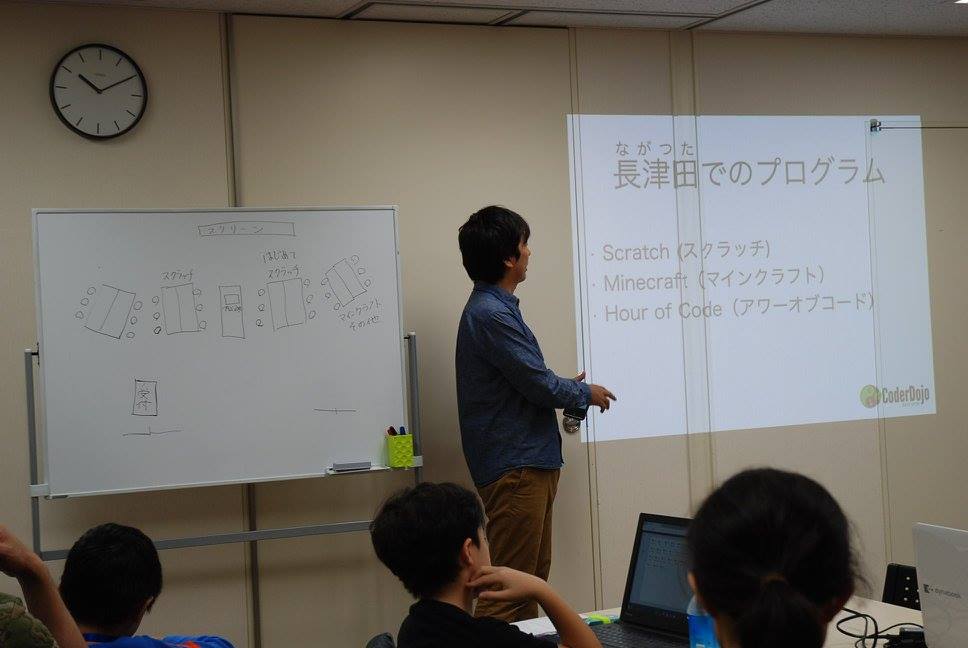 スクリーン
はじめて
スクラッチ
スクラッチ
マインクラフト
その他
受付
ながつた
長津田でのプログラム
· Scratch (スクラッチ)
· Minecraft（マインクラフト）
· Hour of Code（アワーオブコード）
CoderDojo
dynabook